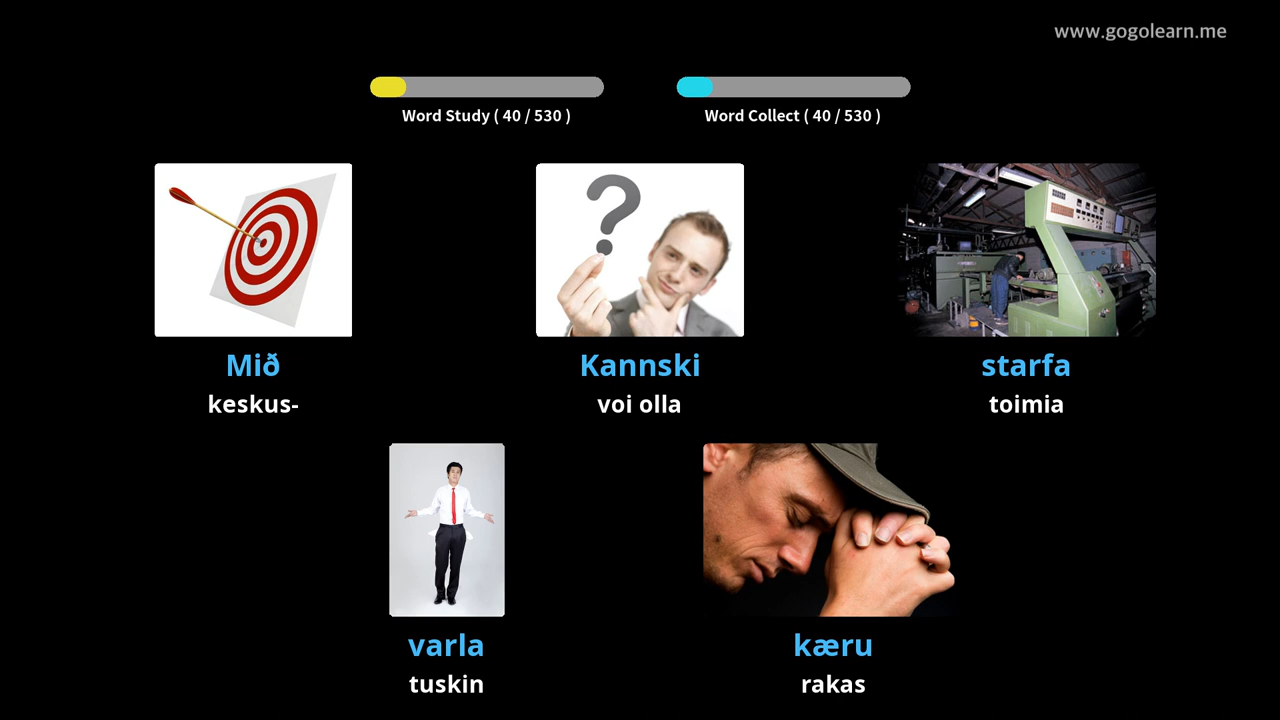 www.gogolearn.me
Word Study ( 40 / 530 )
Word Collect ( 40 / 530 )
Mið
keskus-
Kannski
voi olla
starfa
toimia
varla
tuskin
kæru
rakas